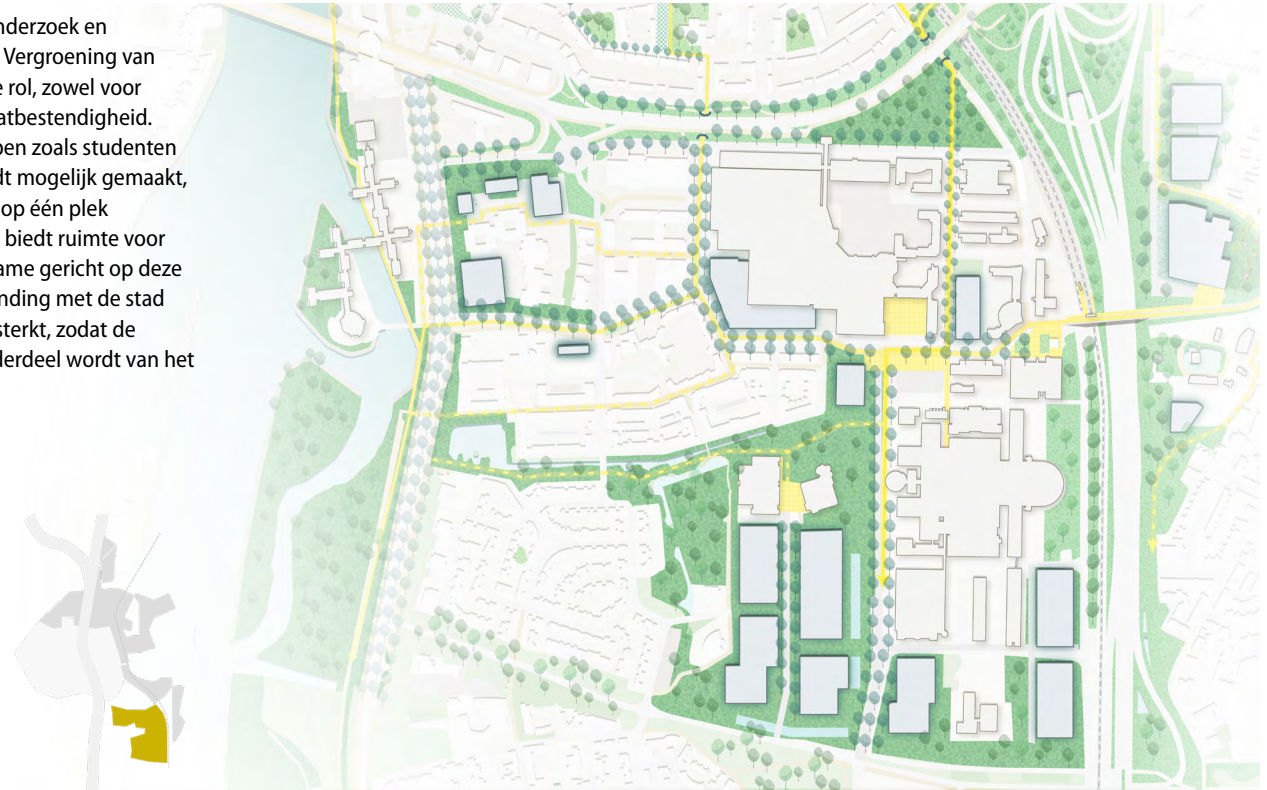 nderzoek en
Vergroening van
e rol, zowel voor
atbestendigheid.
pen zoals studenten
dt mogelijk gemaakt,
op één plek
biedt ruimte voor
ame gericht op deze
nding met de stad
sterkt, zodat de
derdeel wordt van het